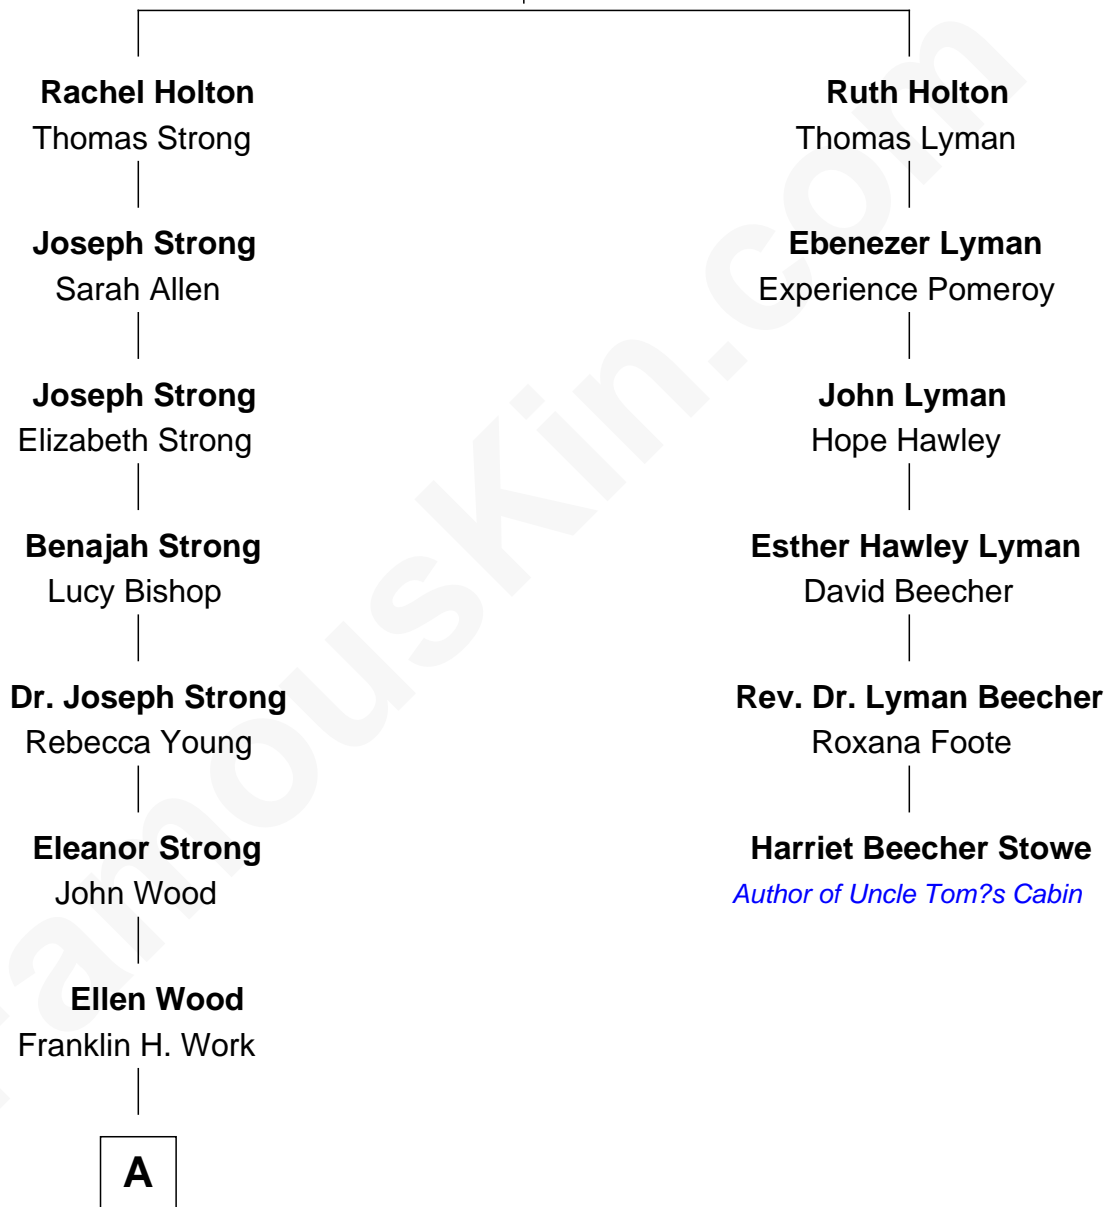 Rachel Holton
Thomas Strong
Ruth Holton
Thomas Lyman
Joseph Strong
Sarah Allen
Ebenezer Lyman
Experience Pomeroy
Joseph Strong
Elizabeth Strong
John Lyman
Hope Hawley
Benajah Strong
Lucy Bishop
Esther Hawley Lyman
David Beecher
Dr. Joseph Strong
Rebecca Young
Rev. Dr. Lyman Beecher
Roxana Foote
Eleanor Strong
John Wood
Harriet Beecher Stowe
Author of Uncle Tom?s Cabin
Ellen Wood
Franklin H. Work
A
FamousKin.com